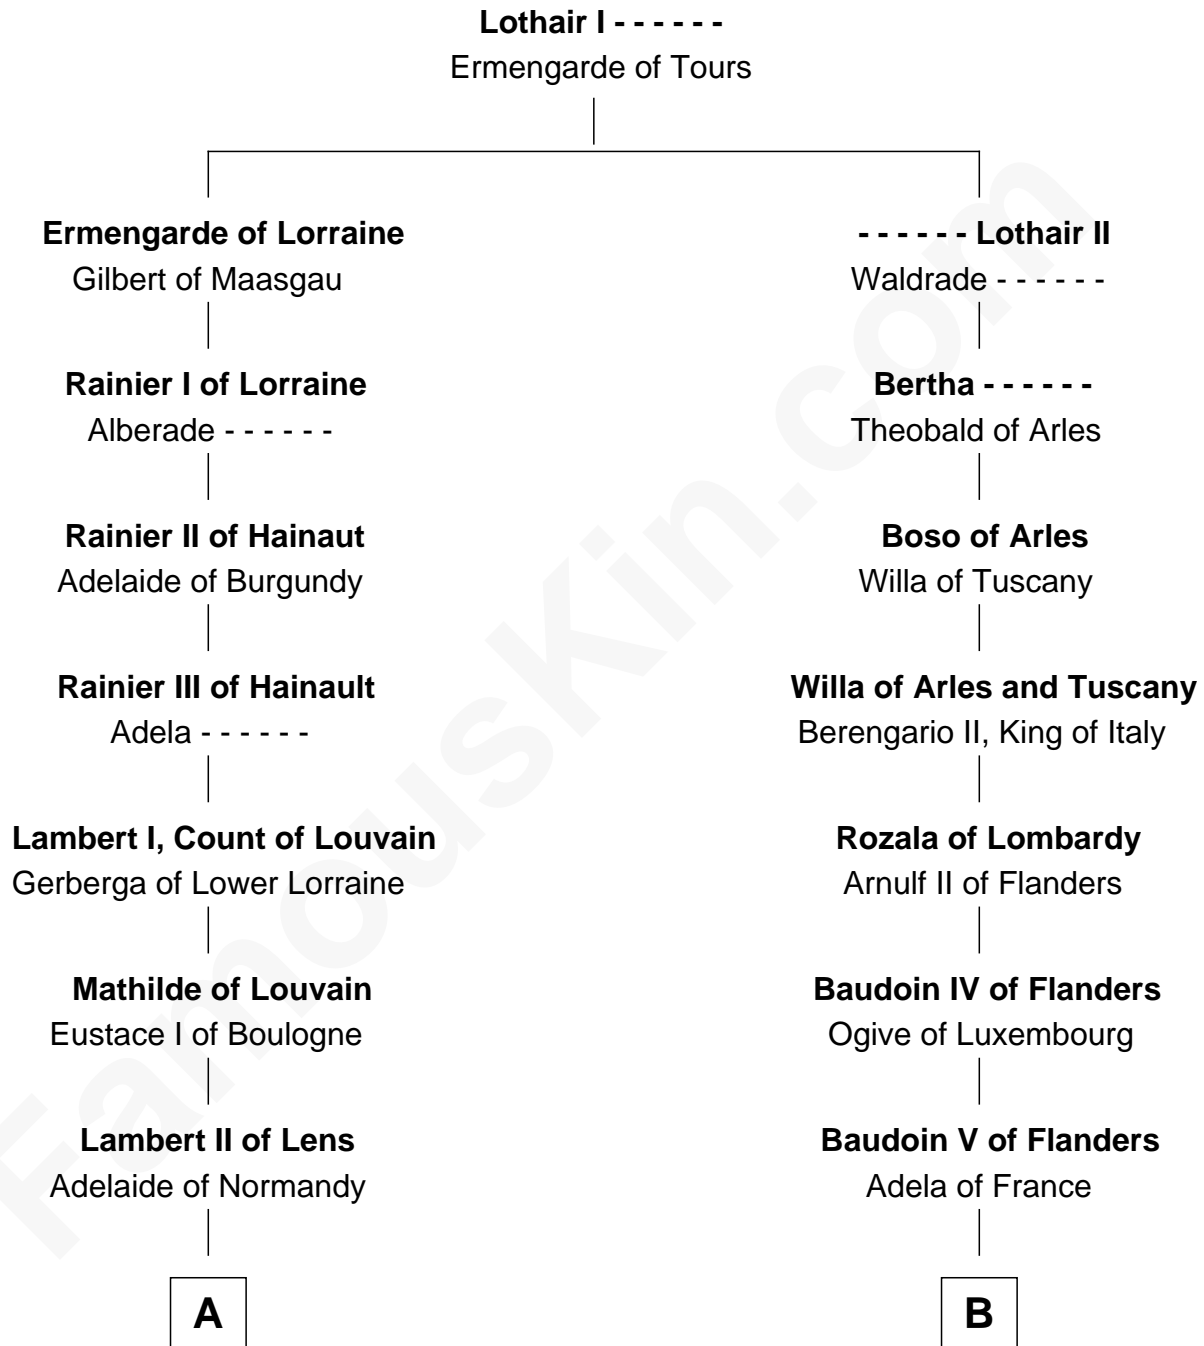 Lothair I - - - - - -
Ermengarde of Tours
Ermengarde of Lorraine
Gilbert of Maasgau
- - - - - - Lothair II
Waldrade - - - - - -
Rainier I of Lorraine
Alberade - - - - - -
Bertha - - - - - -
Theobald of Arles
Rainier II of Hainaut
Adelaide of Burgundy
Boso of Arles
Willa of Tuscany
Rainier III of Hainault
Adela - - - - - -
Willa of Arles and Tuscany
Berengario II, King of Italy
Lambert I, Count of Louvain
Gerberga of Lower Lorraine
Rozala of Lombardy
Arnulf II of Flanders
Mathilde of Louvain
Eustace I of Boulogne
Baudoin IV of Flanders
Ogive of Luxembourg
Lambert II of Lens
Adelaide of Normandy
Baudoin V of Flanders
Adela of France
A
B
FamousKin.com